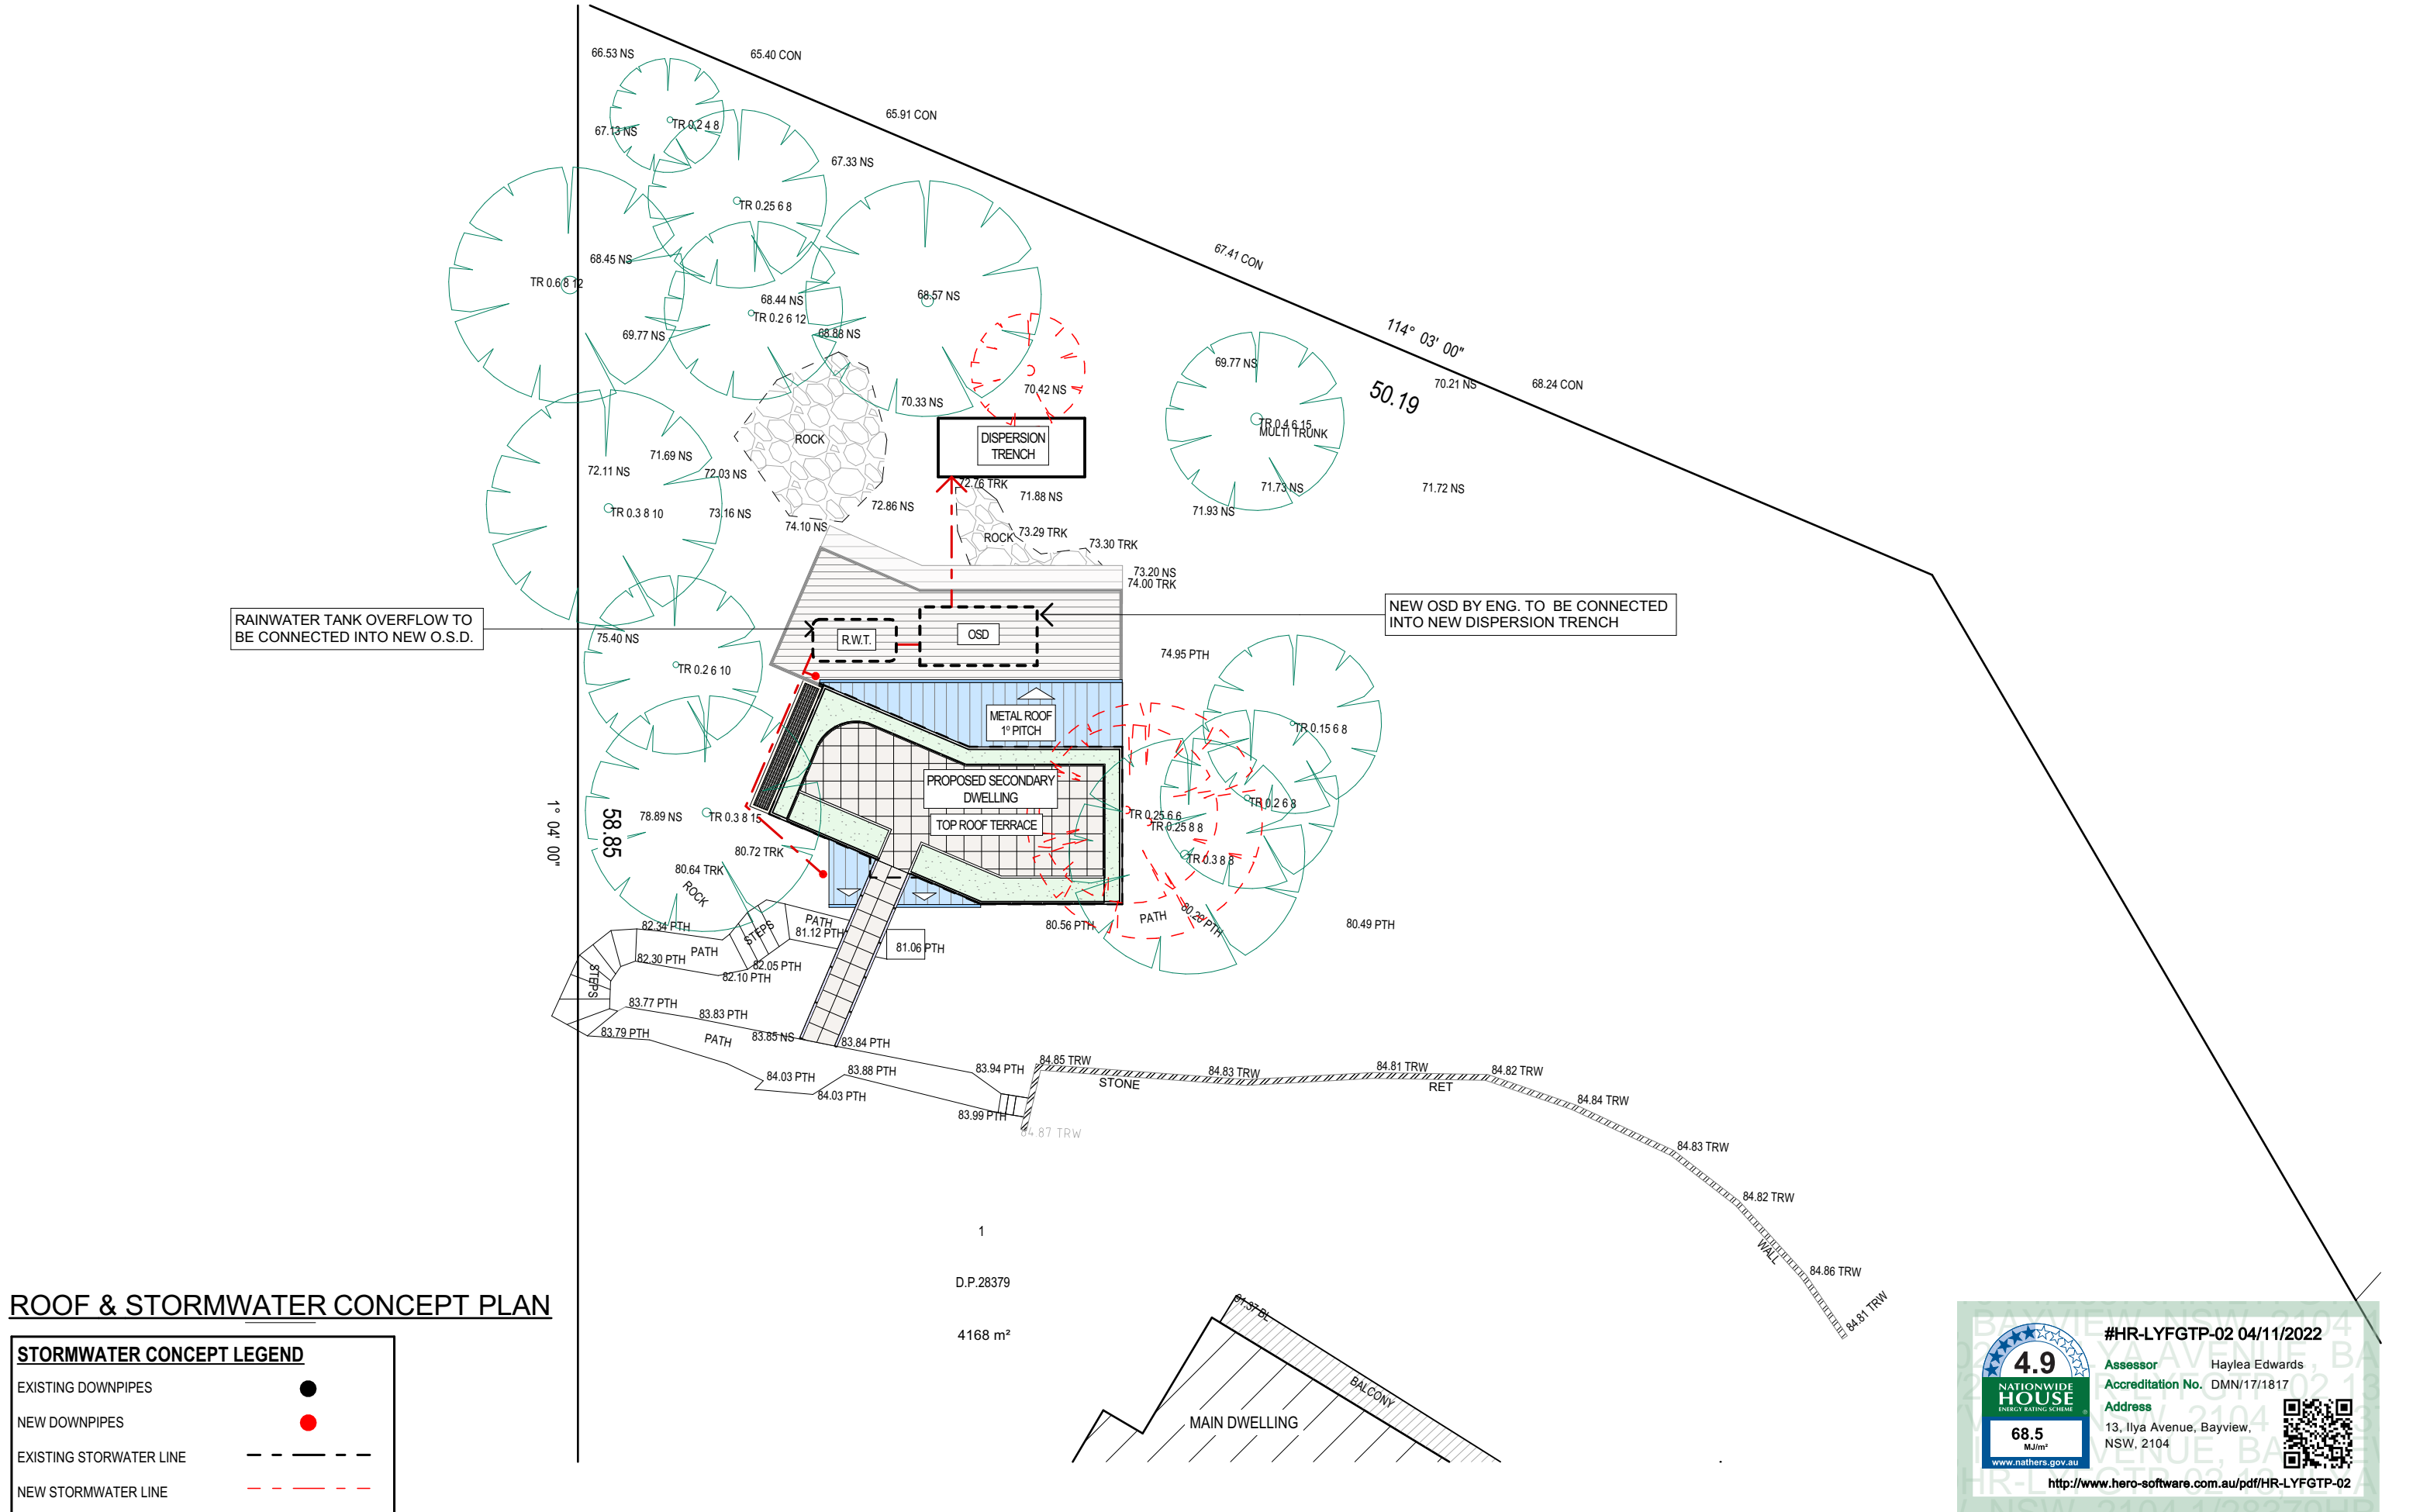 66.53 NS
65.40 CON
65.91 CON
TR 0.2 4 8
67.13 NS
67.33 NS
TR 0.25 6 8
67.41 CON
68.45 NS
TR 0.6 8 12
68.44 NS
68.57 NS
TR 0.2 6 12
68.88 NS
69.77 NS
114° 03' 00"
69.77 NS
70.21 NS
68.24 CON
50.19
70.42 NS
70.33 NS
TR 0.4 6 15
MULTI TRUNK
ROCK
DISPERSION
TRENCH
71.69 NS
72.11 NS
72.03 NS
72.76 TRK
71.88 NS
71.73 NS
71.72 NS
TR 0.3 8 10
73.16 NS
72.86 NS
71.93 NS
74.10 NS
ROCK
73.29 TRK
73.30 TRK
73.20 NS
74.00 TRK
RAINWATER TANK OVERFLOW TO
BE CONNECTED INTO NEW O.S.D.
NEW OSD BY ENG. TO BE CONNECTED
INTO NEW DISPERSION TRENCH
75.40 NS
R.W.T.
OSD
74.95 PTH
TR 0.2 6 10
METAL ROOF
1º PITCH
TR 0.15 6 8
PROPOSED SECONDARY
DWELLING
TOP ROOF TERRACE
1° 04' 00"
58.85
78.89 NS
TR 0.3 8 15
TR 0.2 6 8
TR 0.25 6 6
TR 0.25 8 8
TR 0.3 8 8
80.72 TRK
80.64 TRK
ROCK
82.34 PTH
PATH
STEPS
PATH
81.12 PTH
81.06 PTH
80.56 PTH
PATH
80.20 PTH
80.49 PTH
82.30 PTH
82.05 PTH
82.10 PTH
STEPS
83.77 PTH
83.83 PTH
83.79 PTH
PATH
83.85 NS
83.84 PTH
84.03 PTH
83.88 PTH
83.94 PTH
84.03 PTH
83.99 PTH
84.87 TRW
84.85 TRW
STONE
84.83 TRW
84.81 TRW
RET
84.82 TRW
84.84 TRW
84.83 TRW
84.82 TRW
WALL
84.86 TRW
84.81 TRW
1
D.P.28379
4168 m²
BALCONY
MAIN DWELLING
ROOF & STORMWATER CONCEPT PLAN
STORMWATER CONCEPT LEGEND
EXISTING DOWNPIPES
NEW DOWNPIPES
EXISTING STORWATER LINE
NEW STORMWATER LINE
4.9
NATIONWIDE
HOUSE
ENERGY RATING SCHEME ®
68.5
MJ/m²
www.nathers.gov.au
#HR-LYFGTP-02 04/11/2022
Assessor Haylea Edwards
Accreditation No. DMN/17/1817
Address
13, Ilya Avenue, Bayview,
NSW, 2104
http://www.hero-software.com.au/pdf/HR-LYFGTP-02